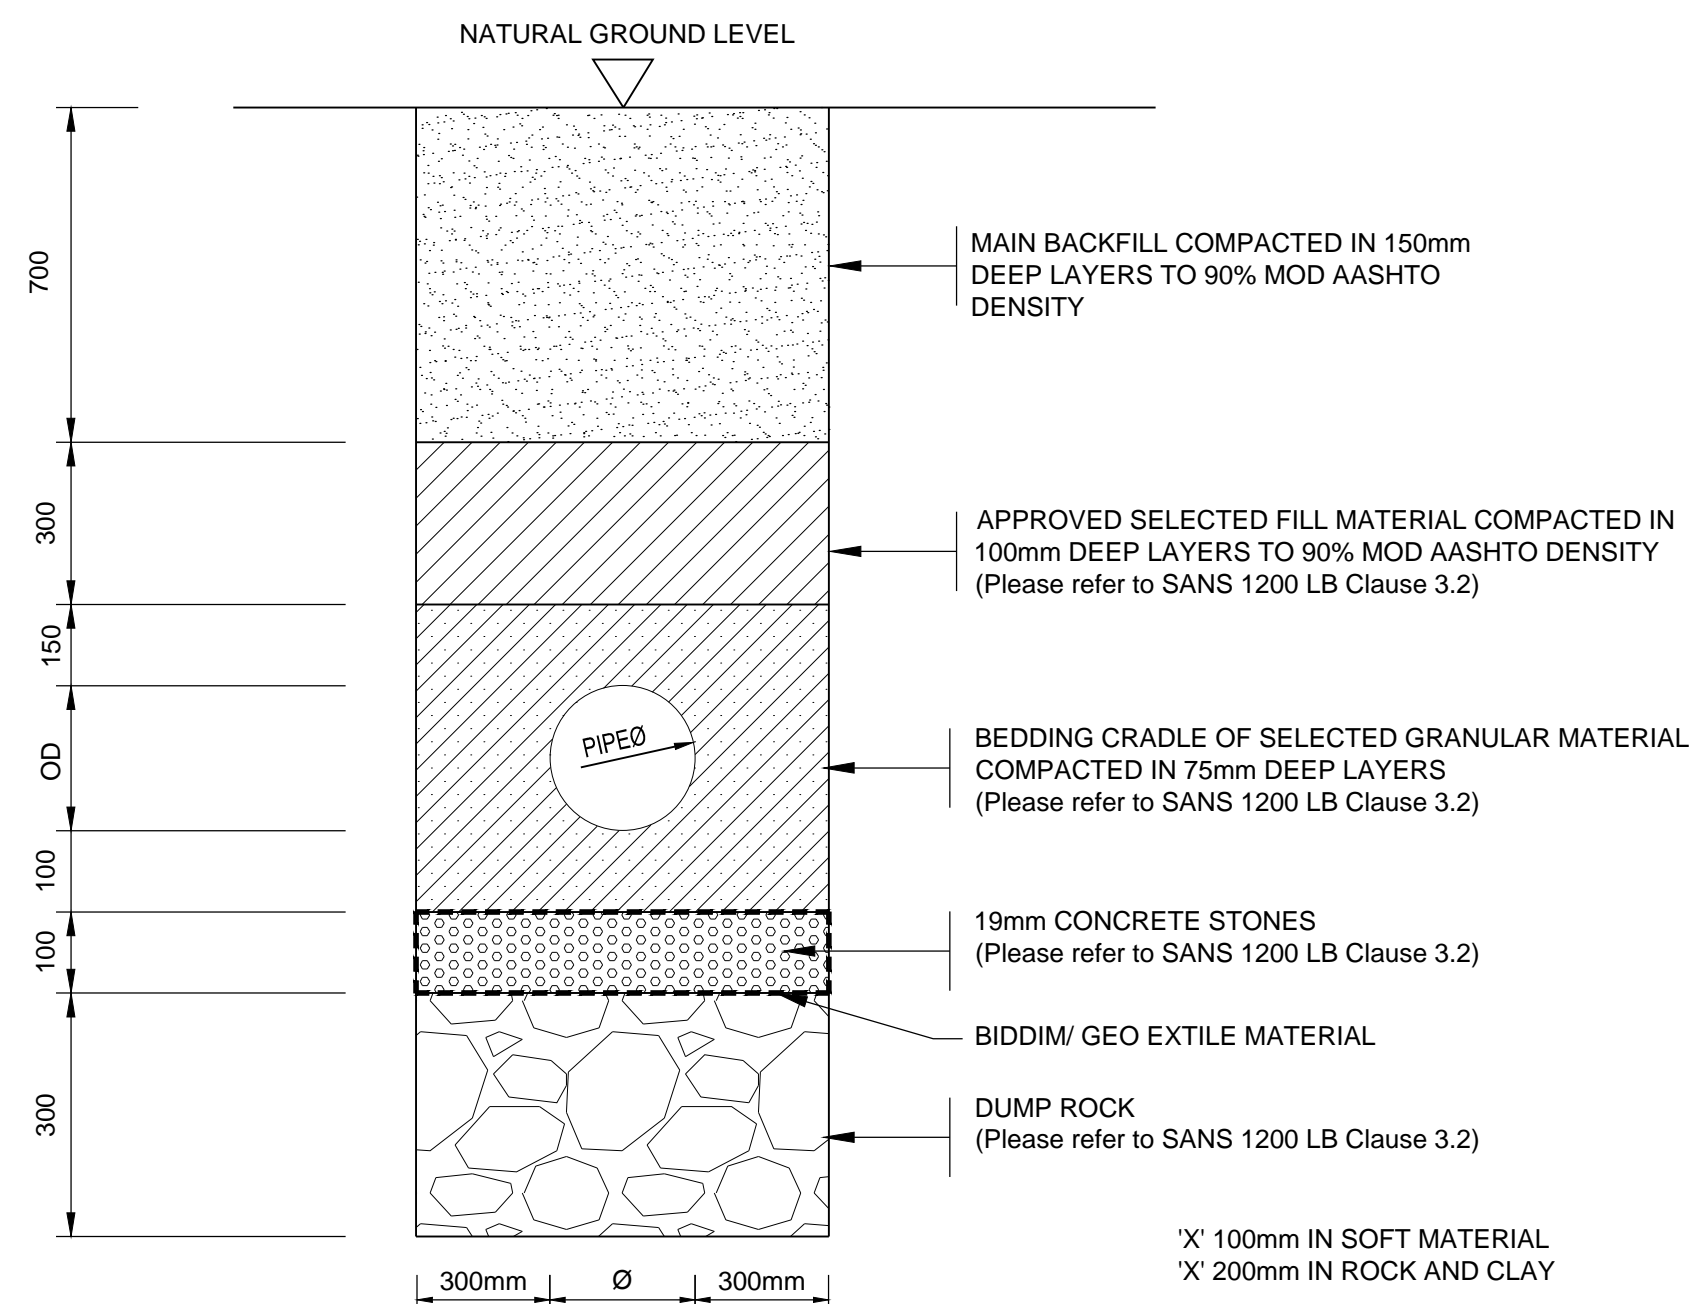 NATURAL GROUND LEVEL
700
MAIN BACKFILL COMPACTED IN 150mm
DEEP LAYERS TO 90% MOD AASHTO
DENSITY
300
APPROVED SELECTED FILL MATERIAL COMPACTED IN
100mm DEEP LAYERS TO 90% MOD AASHTO DENSITY
(Please refer to SANS 1200 LB Clause 3.2)
150
OD
PIPEØ
BEDDING CRADLE OF SELECTED GRANULAR MATERIAL
COMPACTED IN 75mm DEEP LAYERS
(Please refer to SANS 1200 LB Clause 3.2)
100
100
19mm CONCRETE STONES
(Please refer to SANS 1200 LB Clause 3.2)
BIDDIM/ GEO EXTILE MATERIAL
300
DUMP ROCK
(Please refer to SANS 1200 LB Clause 3.2)
'X' 100mm IN SOFT MATERIAL
'X' 200mm IN ROCK AND CLAY
300mm Ø 300mm